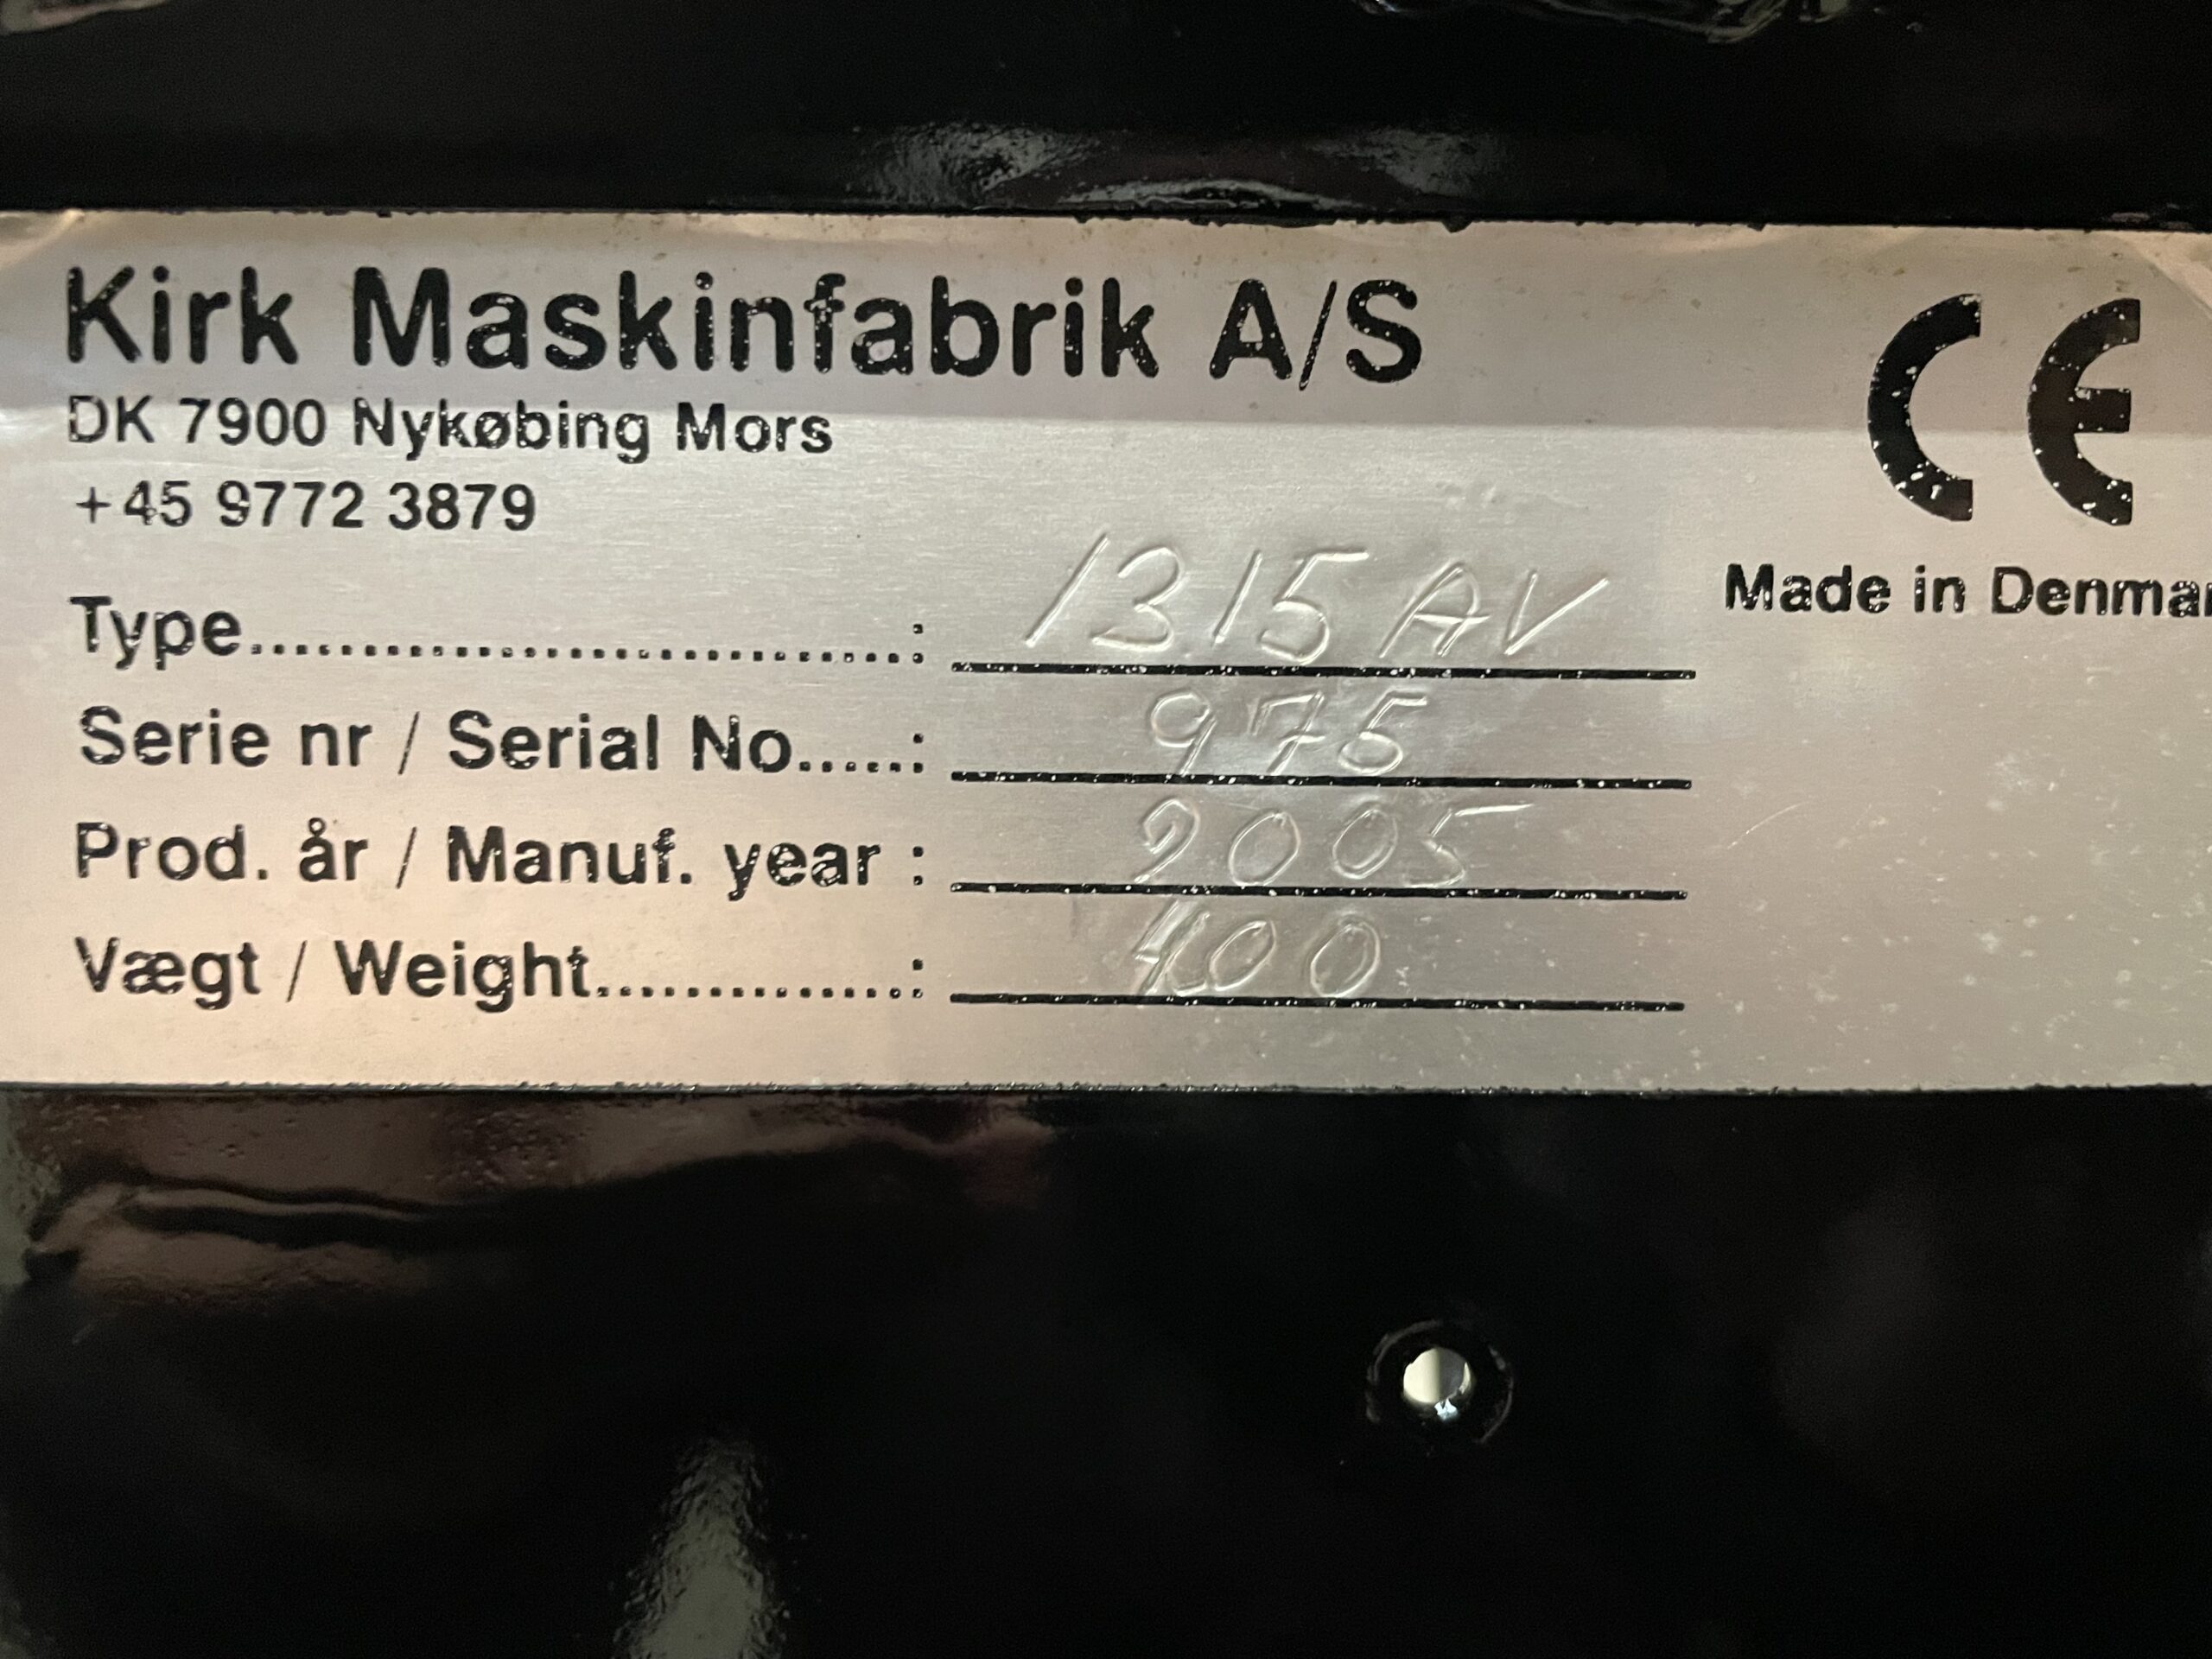 Kirk Maskinfabrik A/S
CE
DK 7900 Nykøbing Mors
+45 9772 3879
Made in Denmar
Type..............................: 1315 AV
Serie nr / Serial No......: 975
Prod. år / Manuf. year : 2005
Vægt / Weight................: 400